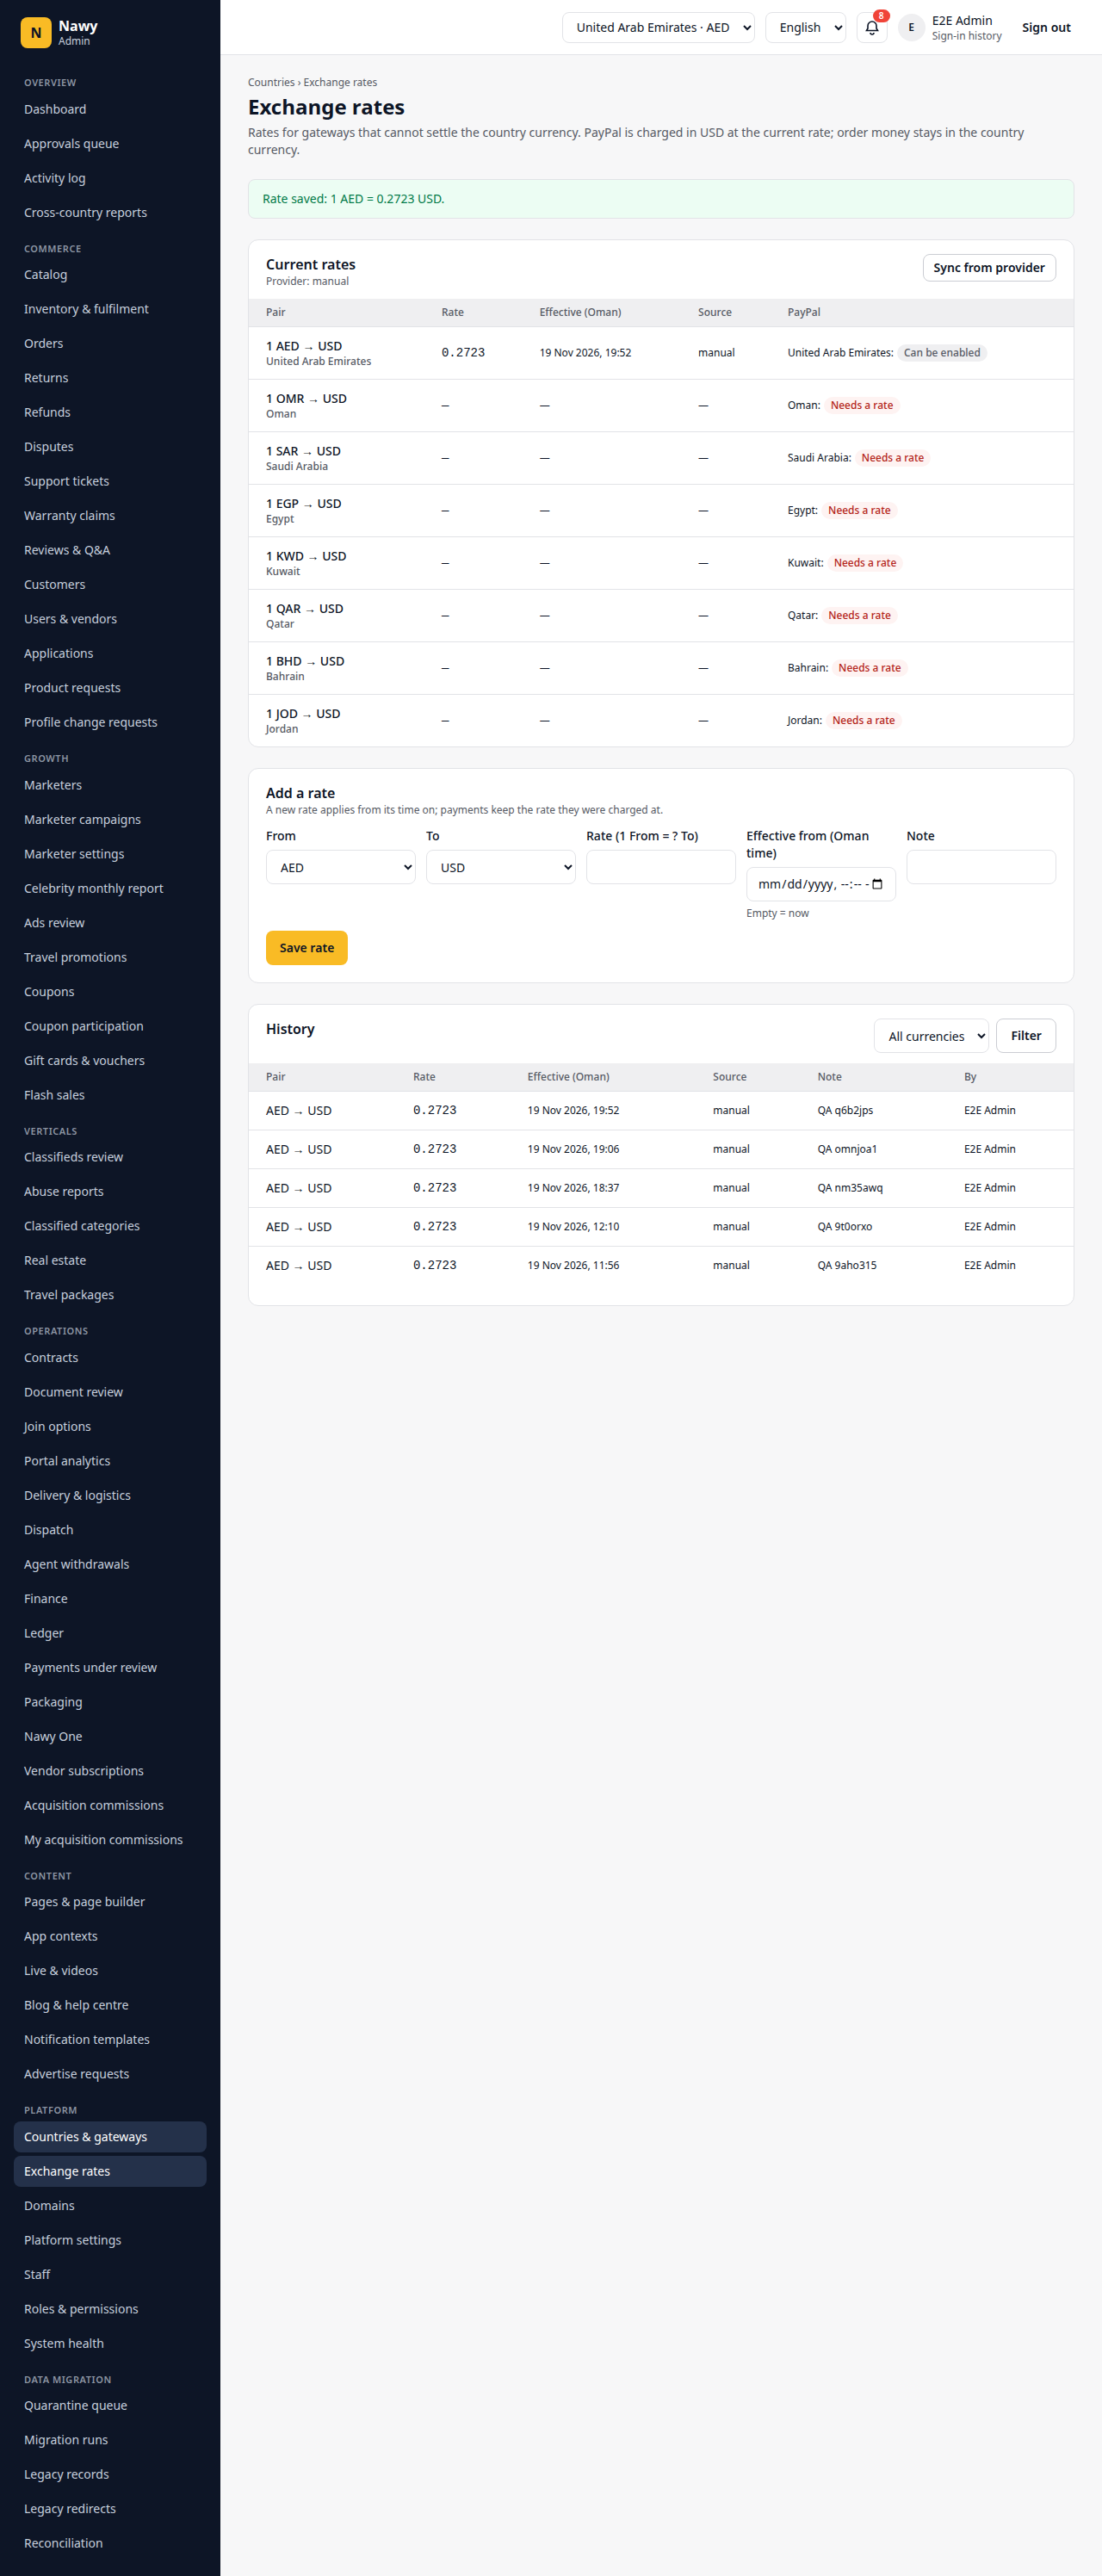 N
Nawy
Admin
OVERVIEW
Dashboard
Approvals queue
Activity log
Cross-country reports
COMMERCE
Catalog
Inventory & fulfilment
Orders
Returns
Refunds
Disputes
Support tickets
Warranty claims
Reviews & Q&A
Customers
Users & vendors
Applications
Product requests
Profile change requests
GROWTH
Marketers
Marketer campaigns
Marketer settings
Celebrity monthly report
Ads review
Travel promotions
Coupons
Coupon participation
Gift cards & vouchers
Flash sales
VERTICALS
Classifieds review
Abuse reports
Classified categories
Real estate
Travel packages
OPERATIONS
Contracts
Document review
Join options
Portal analytics
Delivery & logistics
Dispatch
Agent withdrawals
Finance
Ledger
Payments under review
Packaging
Nawy One
Vendor subscriptions
Acquisition commissions
My acquisition commissions
CONTENT
Pages & page builder
App contexts
Live & videos
Blog & help centre
Notification templates
Advertise requests
PLATFORM
Countries & gateways
Exchange rates
Domains
Platform settings
Staff
Roles & permissions
System health
DATA MIGRATION
Quarantine queue
Migration runs
Legacy records
Legacy redirects
Reconciliation
United Arab Emirates · AED
English
8
E
E2E Admin
Sign-in history
Sign out
Countries › Exchange rates
Exchange rates
Rates for gateways that cannot settle the country currency. PayPal is charged in USD at the current rate; order money stays in the country
currency.
Rate saved: 1 AED = 0.2723 USD.
Current rates
Provider: manual
Sync from provider
Pair Rate Effective (Oman) Source PayPal
1 AED → USD 0.2723 19 Nov 2026, 19:52 manual United Arab Emirates: Can be enabled
United Arab Emirates
1 OMR → USD — — — Oman: Needs a rate
Oman
1 SAR → USD — — — Saudi Arabia: Needs a rate
Saudi Arabia
1 EGP → USD — — — Egypt: Needs a rate
Egypt
1 KWD → USD — — — Kuwait: Needs a rate
Kuwait
1 QAR → USD — — — Qatar: Needs a rate
Qatar
1 BHD → USD — — — Bahrain: Needs a rate
Bahrain
1 JOD → USD — — — Jordan: Needs a rate
Jordan
Add a rate
A new rate applies from its time on; payments keep the rate they were charged at.
From
AED
To
USD
Rate (1 From = ? To)
Effective from (Oman
time)
mm/dd/yyyy, --:-- -
Empty = now
Note
Save rate
History
All currencies
Filter
Pair Rate Effective (Oman) Source Note By
AED → USD 0.2723 19 Nov 2026, 19:52 manual QA q6b2jps E2E Admin
AED → USD 0.2723 19 Nov 2026, 19:06 manual QA omnjoa1 E2E Admin
AED → USD 0.2723 19 Nov 2026, 18:37 manual QA nm35awq E2E Admin
AED → USD 0.2723 19 Nov 2026, 12:10 manual QA 9t0orxo E2E Admin
AED → USD 0.2723 19 Nov 2026, 11:56 manual QA 9aho315 E2E Admin